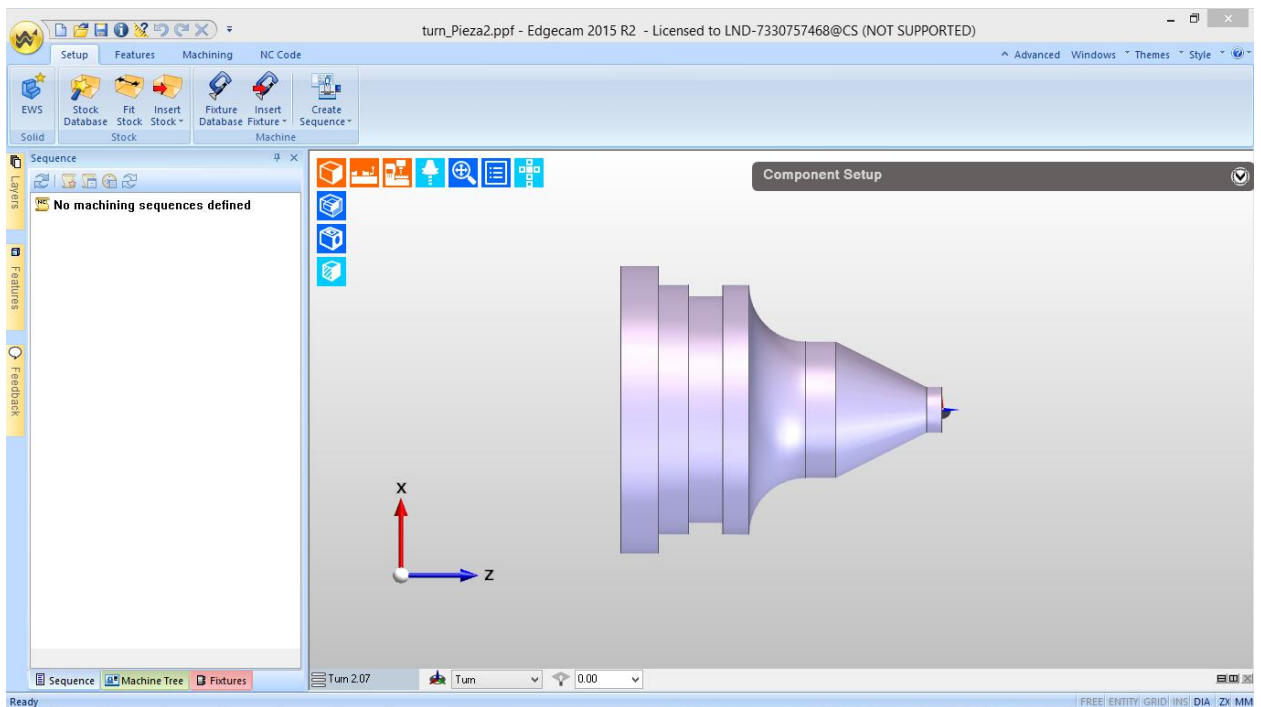 turn_Pieza2.ppf - Edgecam 2015 R2 - Licensed to LND-7330757468@CS (NOT SUPPORTED)
Setup Features Machining NC Code
Advanced Windows Themes Style
EWS
Stock Database
Fit Stock
Insert Stock
Fixture Database
Insert Fixture
Create Sequence
Solid Stock Machine
Sequence
Layers
Features
Feedback
NC No machining sequences defined
Component Setup
X
Z
Sequence Machine Tree Fixtures
Turn 2.07 Turn 0.00
Ready
FREE ENTITY GRID INS DIA ZX MM